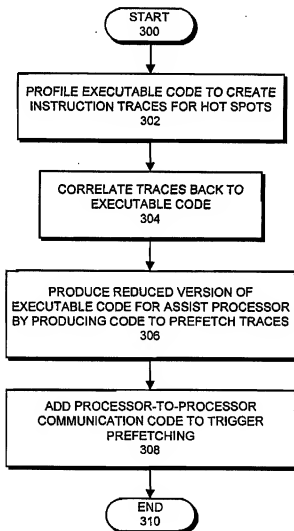 START
300
PROFILE EXECUTABLE CODE TO CREATE
INSTRUCTION TRACES FOR HOT SPOTS
302
CORRELATE TRACES BACK TO
EXECUTABLE CODE
304
PRODUCE REDUCED VERSION OF
EXECUTABLE CODE FOR ASSIST PROCESSOR
BY PRODUCING CODE TO PREFETCH TRACES
306
ADD PROCESSOR-TO-PROCESSOR
COMMUNICATION CODE TO TRIGGER
PREFETCHING
308
END
310